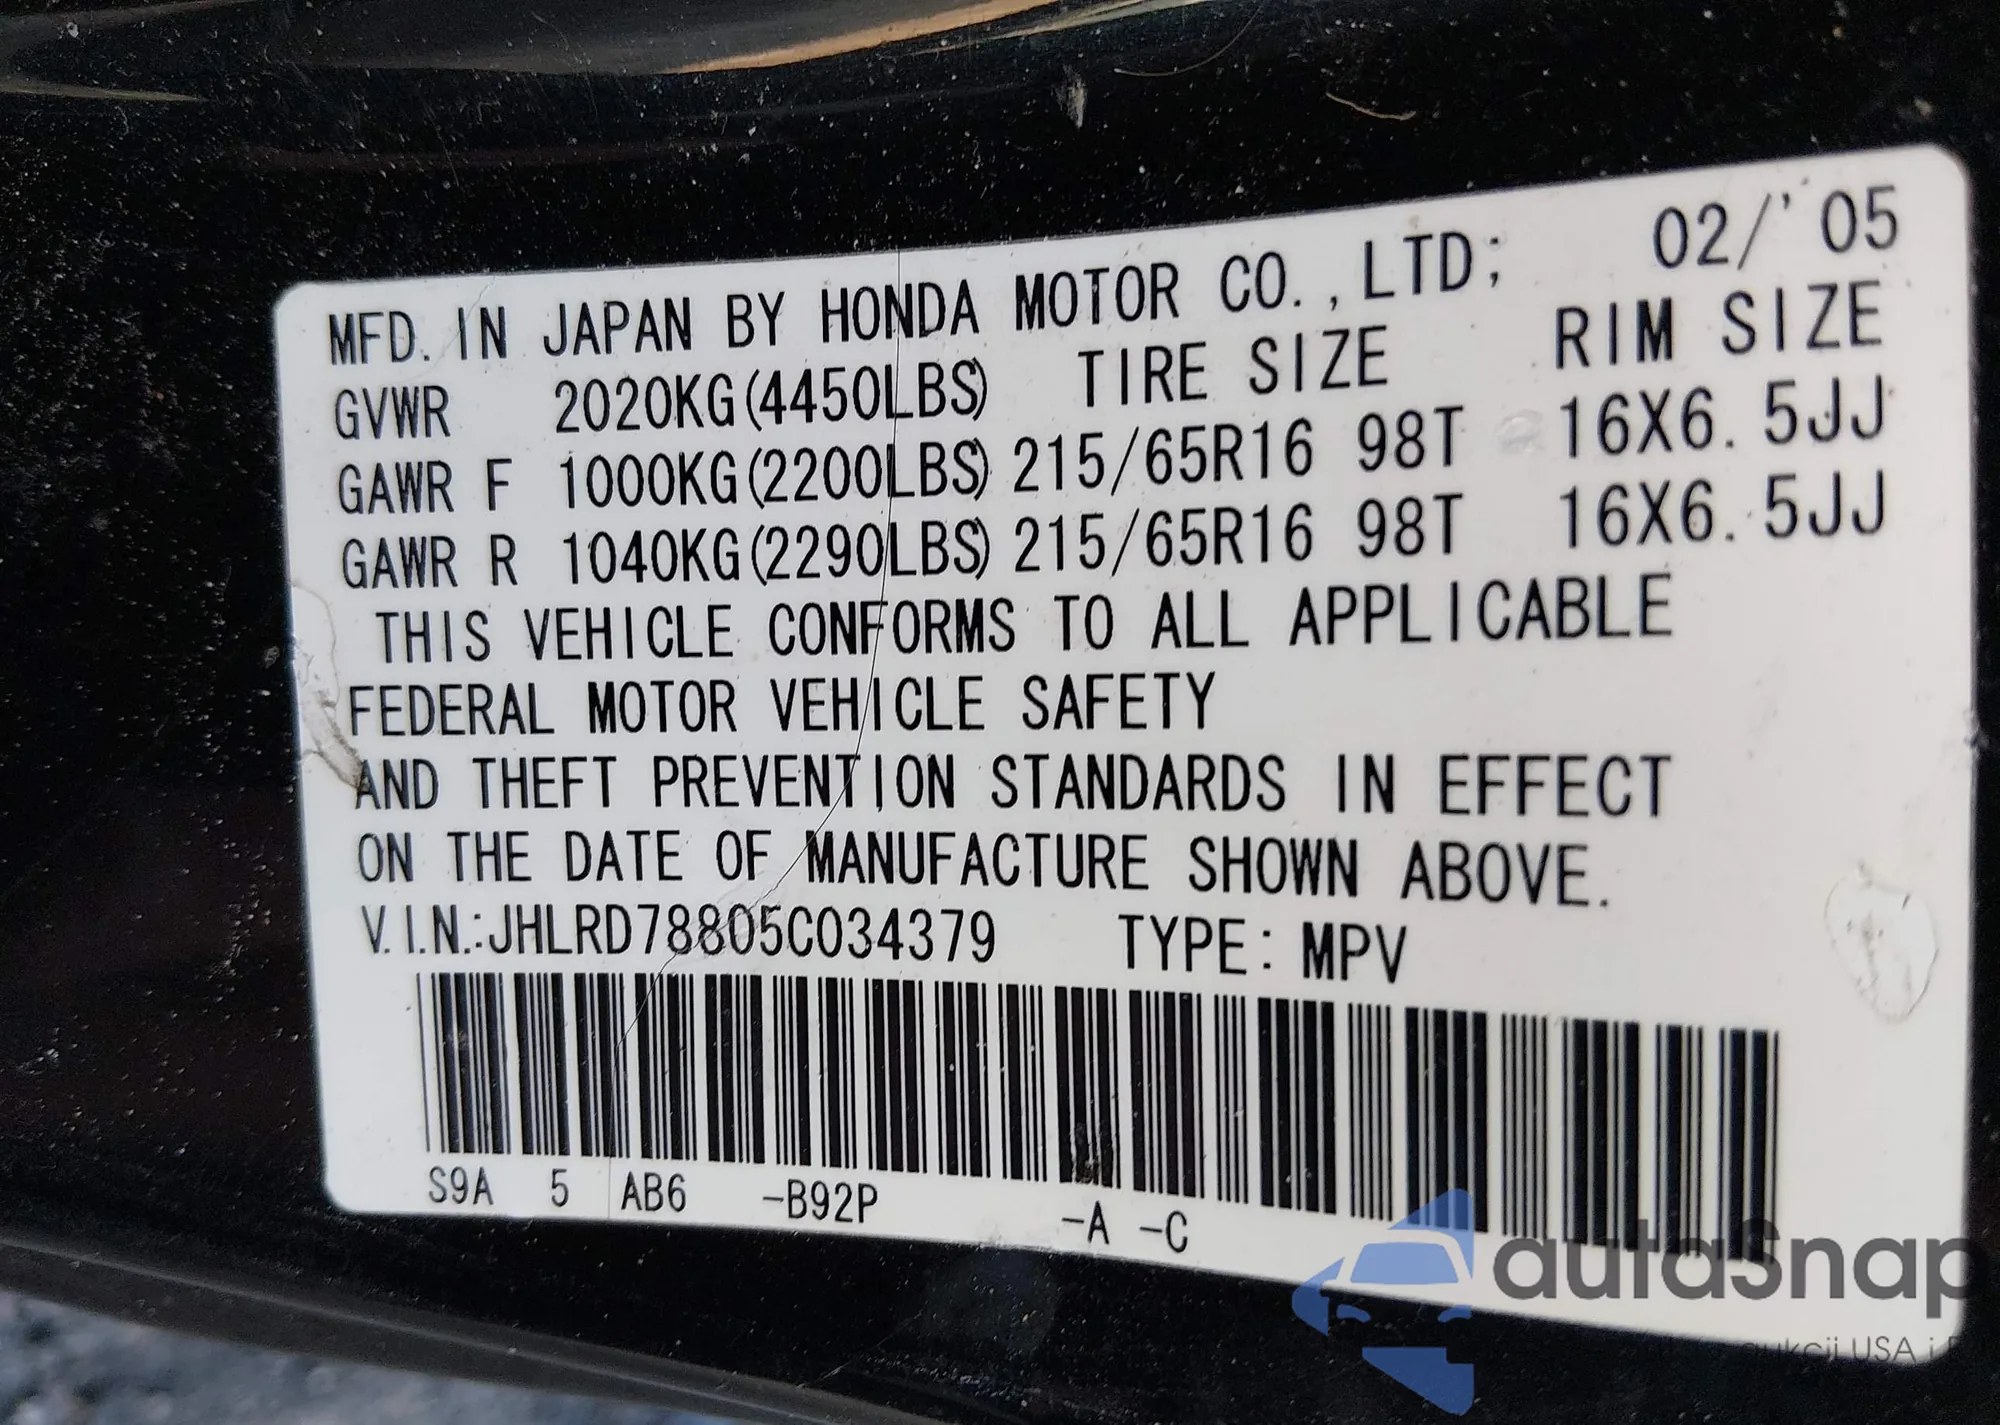 MFD. IN JAPAN BY HONDA MOTOR CO.,LTD; 02/'05
GVWR 2020KG(4450LBS) TIRE SIZE RIM SIZE
GAWR F 1000KG(2200LBS) 215/65R16 98T 16X6.5JJ
GAWR R 1040KG(2290LBS) 215/65R16 98T 16X6.5JJ
THIS VEHICLE CONFORMS TO ALL APPLICABLE
FEDERAL MOTOR VEHICLE SAFETY
AND THEFT PREVENTION STANDARDS IN EFFECT
ON THE DATE OF MANUFACTURE SHOWN ABOVE.
V.I.N.:JHLRD78805C034379 TYPE: MPV
S9A 5 AB6 -B92P -A -C
autaSnap
USA i